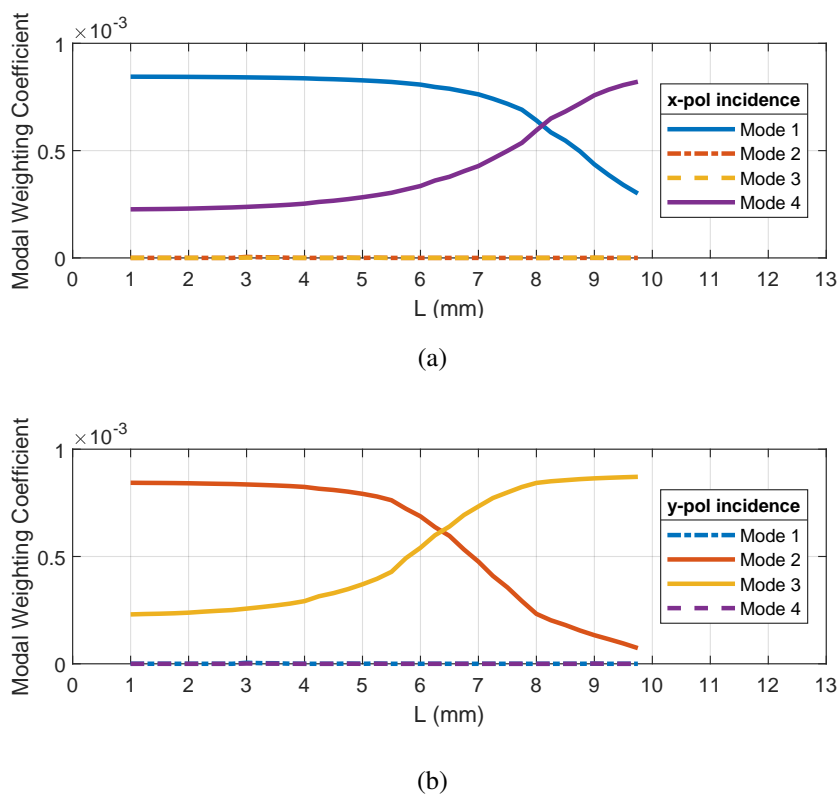 ×10⁻³
1
0.5
0
Modal Weighting Coefficient
x-pol incidence
Mode 1
Mode 2
Mode 3
Mode 4
0 1 2 3 4 5 6 7 8 9 10 11 12 13
L (mm)
(a)
×10⁻³
1
0.5
0
Modal Weighting Coefficient
y-pol incidence
Mode 1
Mode 2
Mode 3
Mode 4
0 1 2 3 4 5 6 7 8 9 10 11 12 13
L (mm)
(b)